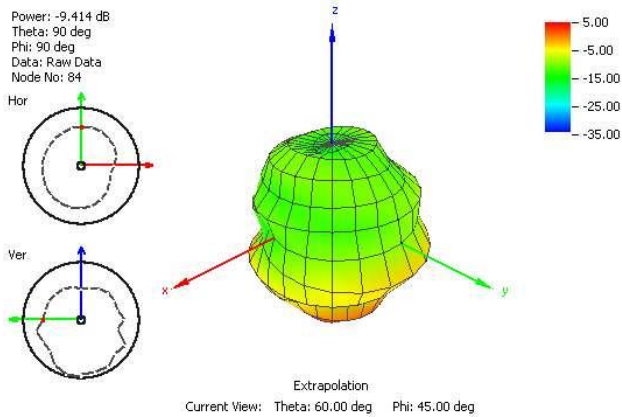 Power: -9.414 dB
Theta: 90 deg
Phi: 90 deg
Data: Raw Data
Node No: 84
Hor
Ver
z
x
y
5.00
-5.00
-15.00
-25.00
-35.00
Extrapolation
Current View: Theta: 60.00 deg Phi: 45.00 deg